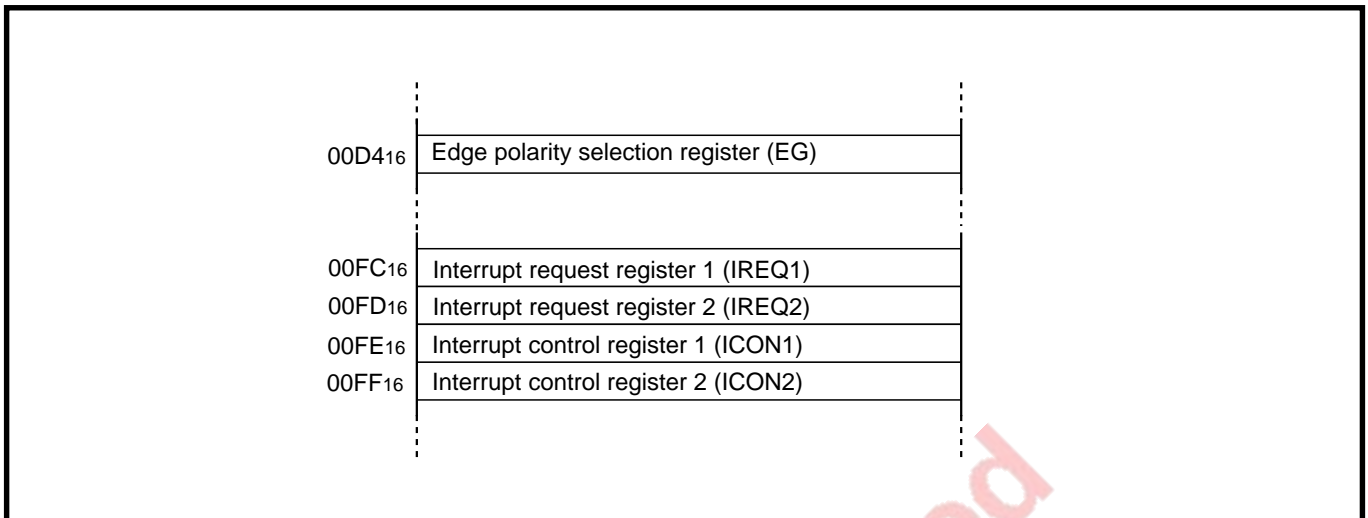 00D416 Edge polarity selection register (EG)
00FC16 Interrupt request register 1 (IREQ1)
00FD16 Interrupt request register 2 (IREQ2)
00FE16 Interrupt control register 1 (ICON1)
00FF16 Interrupt control register 2 (ICON2)